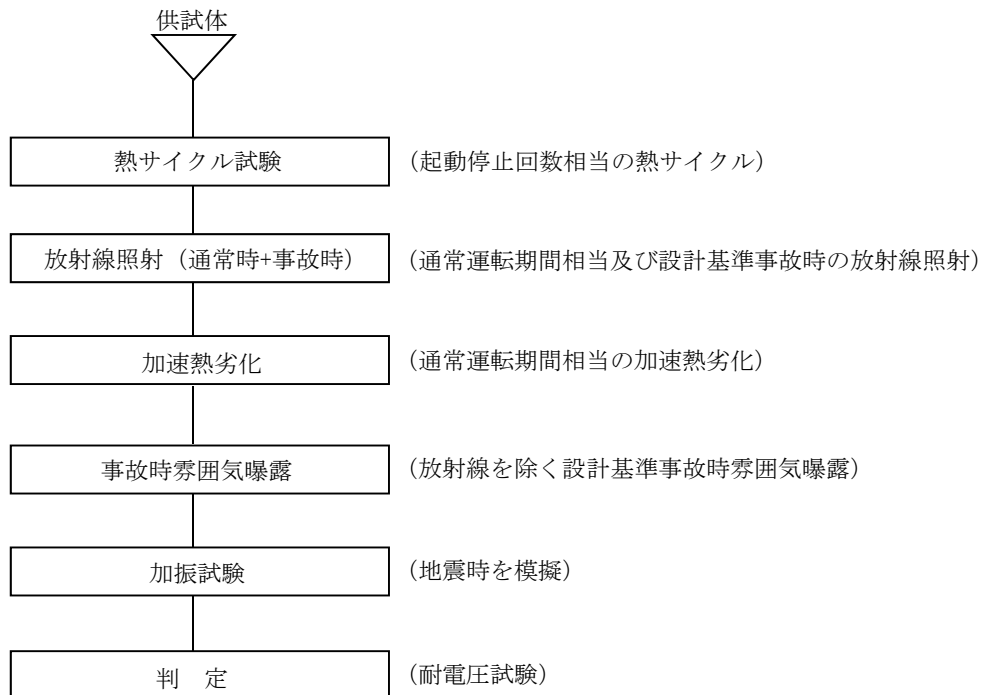 供試体
熱サイクル試験 （起動停止回数相当の熱サイクル）
放射線照射（通常時+事故時） （通常運転期間相当及び設計基準事故時の放射線照射）
加速熱劣化 （通常運転期間相当の加速熱劣化）
事故時雰囲気曝露 （放射線を除く設計基準事故時雰囲気曝露）
加振試験 （地震時を模擬）
判　定 （耐電圧試験）